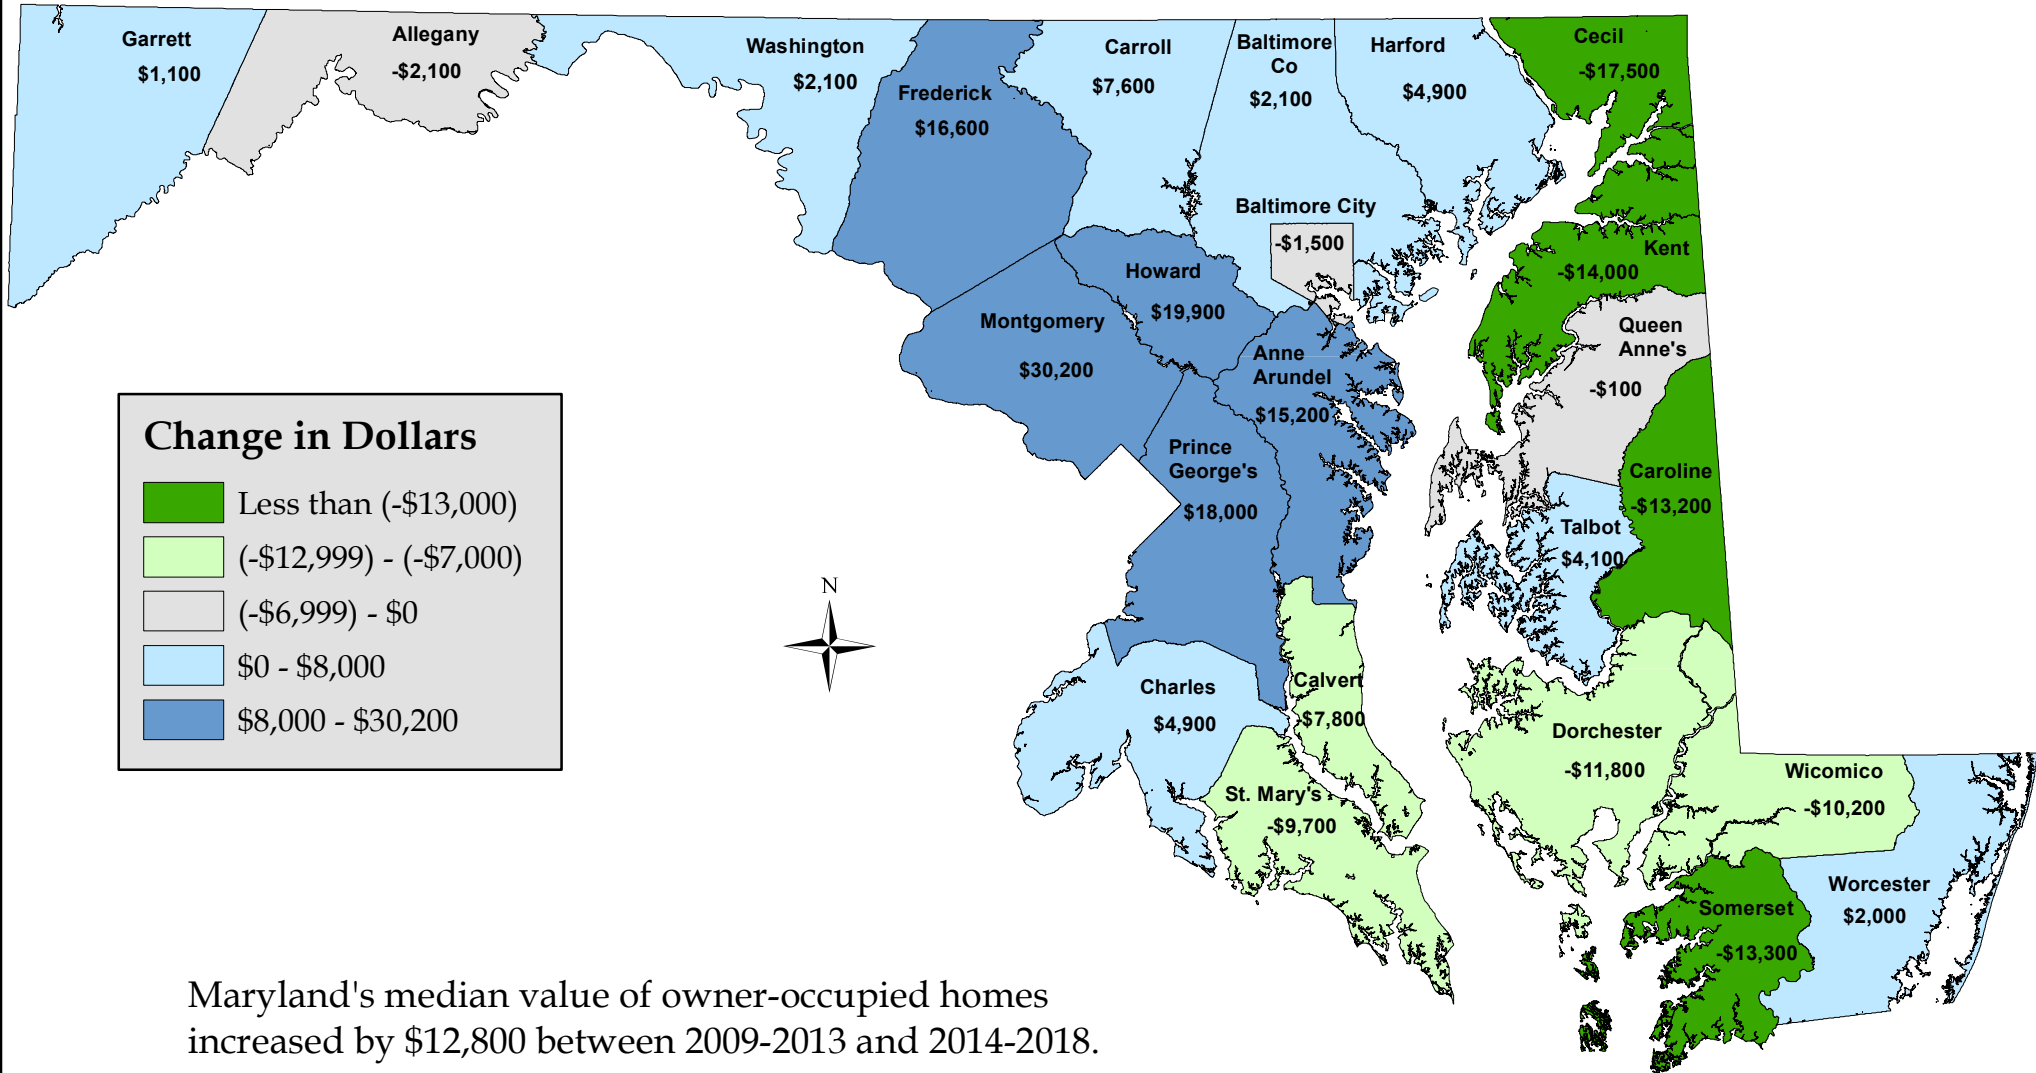 Garrett
$1,100
Allegany
-$2,100
Washington
$2,100
Frederick
$16,600
Carroll
$7,600
Baltimore
Co
$2,100
Harford
$4,900
Cecil
-$17,500
Baltimore City
-$1,500
Kent
-$14,000
Howard
$19,900
Montgomery
$30,200
Anne
Arundel
$15,200
Queen
Anne's
-$100
Prince
George's
$18,000
Caroline
-$13,200
Talbot
$4,100
Change in Dollars
Less than (-$13,000)
(-$12,999) - (-$7,000)
(-$6,999) - $0
$0 - $8,000
$8,000 - $30,200
N
Charles
$4,900
Calvert
-$7,800
St. Mary's
-$9,700
Dorchester
-$11,800
Wicomico
-$10,200
Somerset
-$13,300
Worcester
$2,000
Maryland's median value of owner-occupied homes
increased by $12,800 between 2009-2013 and 2014-2018.